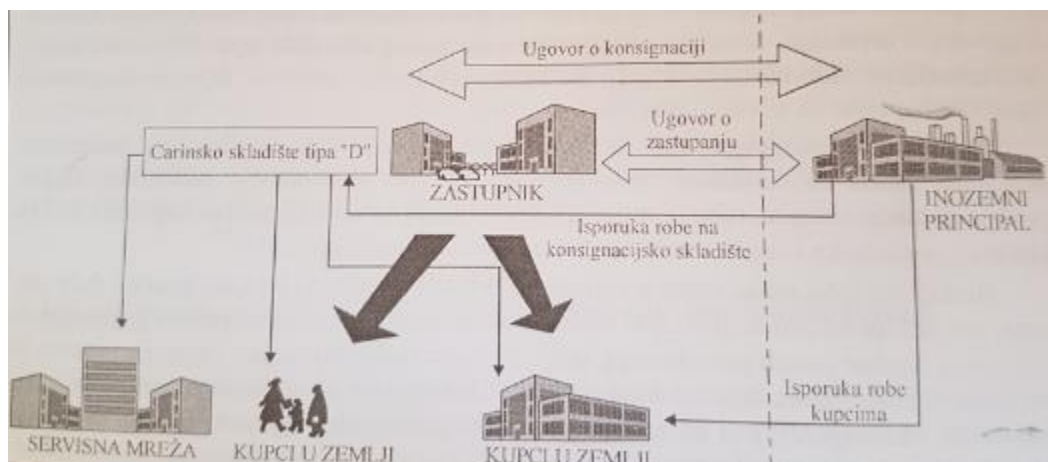 Ugovor o konsignaciji
Ugovor o
zastupanju
Carinsko skladište tipa "D"
ZASTUPNIK
INOZEMNI
PRINCIPAL
Isporuka robe na
konsignacijsko skladište
Isporuka robe
kupcima
SERVISNA MREŽA
KUPCI U ZEMLJI
KUPCI U ZEMLJI